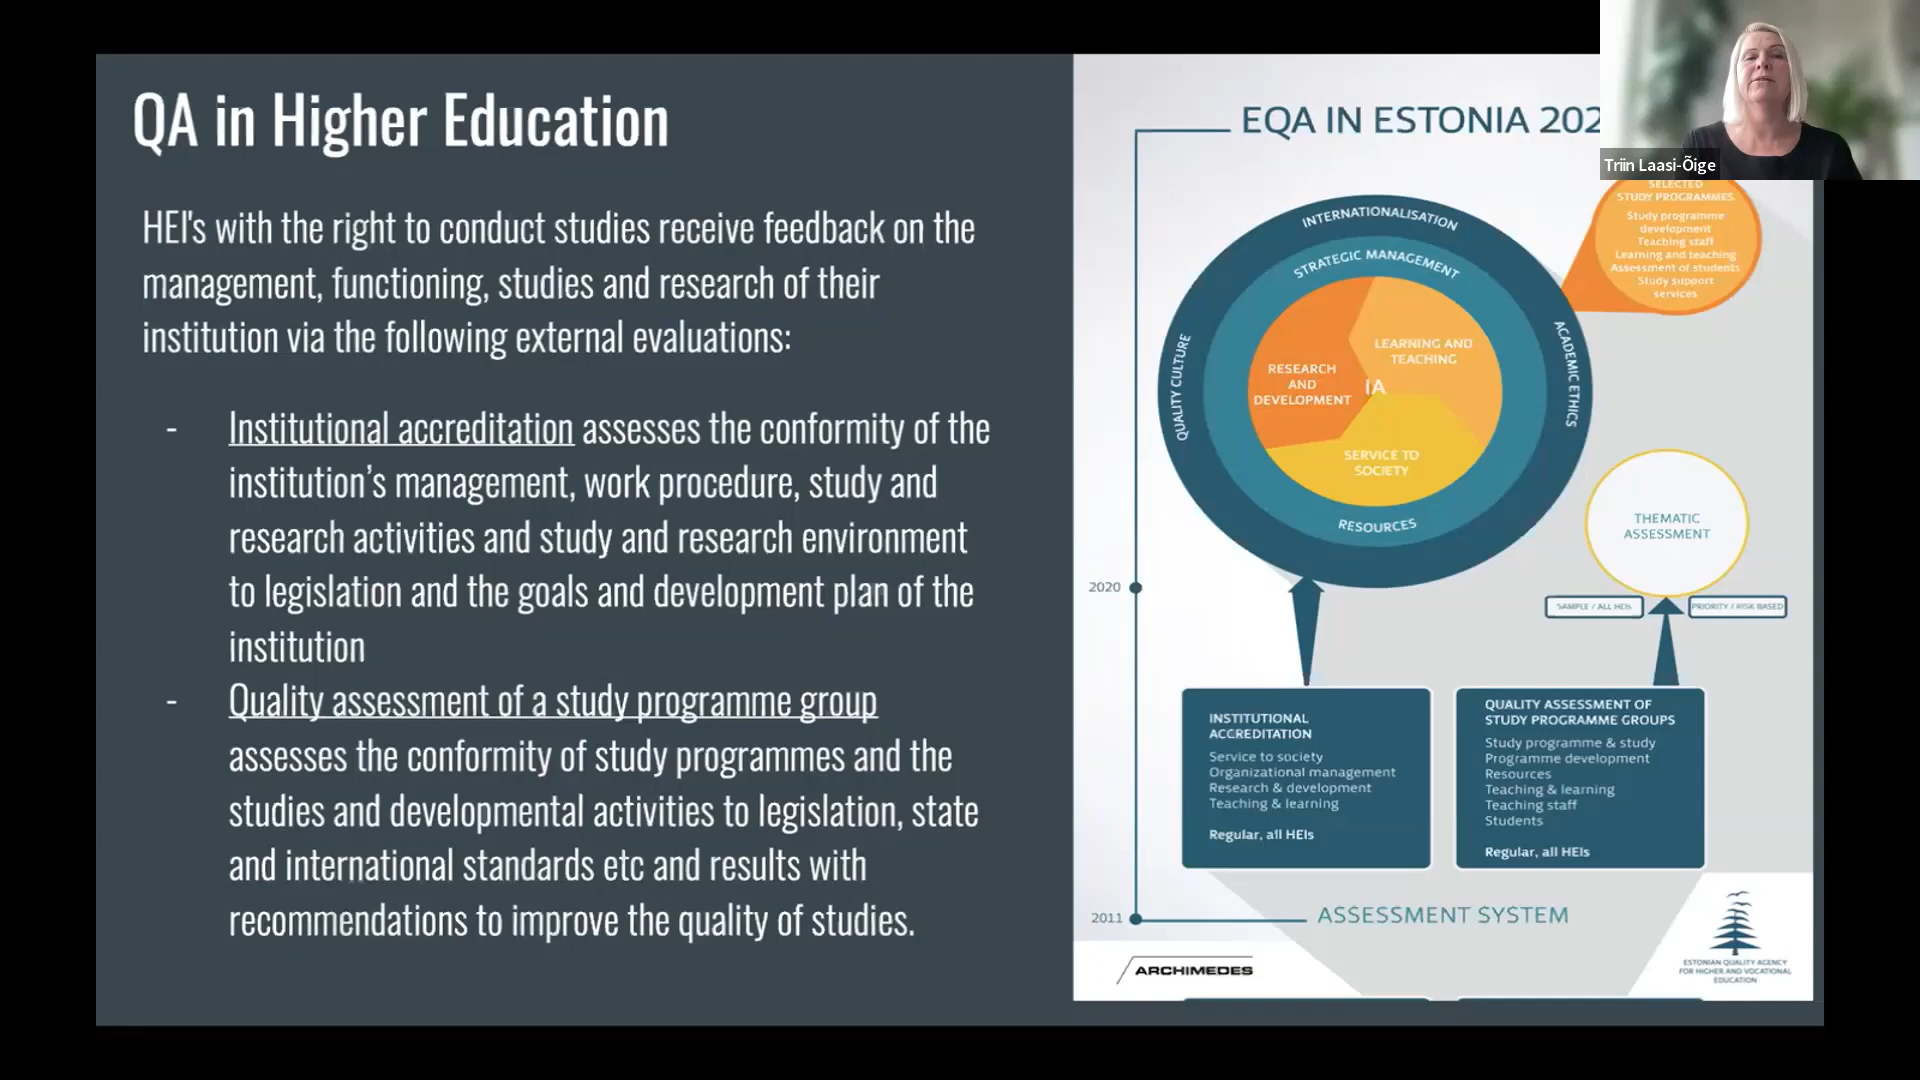 QA in Higher Education
HEI's with the right to conduct studies receive feedback on the
management, functioning, studies and research of their
institution via the following external evaluations:
- Institutional accreditation assesses the conformity of the
institution’s management, work procedure, study and
research activities and study and research environment
to legislation and the goals and development plan of the
institution
- Quality assessment of a study programme group
assesses the conformity of study programmes and the
studies and developmental activities to legislation, state
and international standards etc and results with
recommendations to improve the quality of studies.
EQA IN ESTONIA 202
Triin Laasi-Õige
SELECTED
STUDY PROGRAMMES
Study programme
development
Teaching staff
Learning and teaching
Assessment of students
Study support
services
INTERNATIONALISATION
STRATEGIC MANAGEMENT
QUALITY CULTURE
ACADEMIC ETHICS
LEARNING AND
TEACHING
RESEARCH
AND
DEVELOPMENT
IA
SERVICE TO
SOCIETY
RESOURCES
THEMATIC
ASSESSMENT
2020
SAMPLE / ALL HEIs
PRIORITY / RISK BASED
INSTITUTIONAL
ACCREDITATION
Service to society
Organizational management
Research & development
Teaching & learning
Regular, all HEIs
QUALITY ASSESSMENT OF
STUDY PROGRAMME GROUPS
Study programme & study
Programme development
Resources
Teaching & learning
Teaching staff
Students
Regular, all HEIs
2011
ASSESSMENT SYSTEM
ARCHIMEDES
ESTONIAN QUALITY AGENCY
FOR HIGHER AND VOCATIONAL
EDUCATION